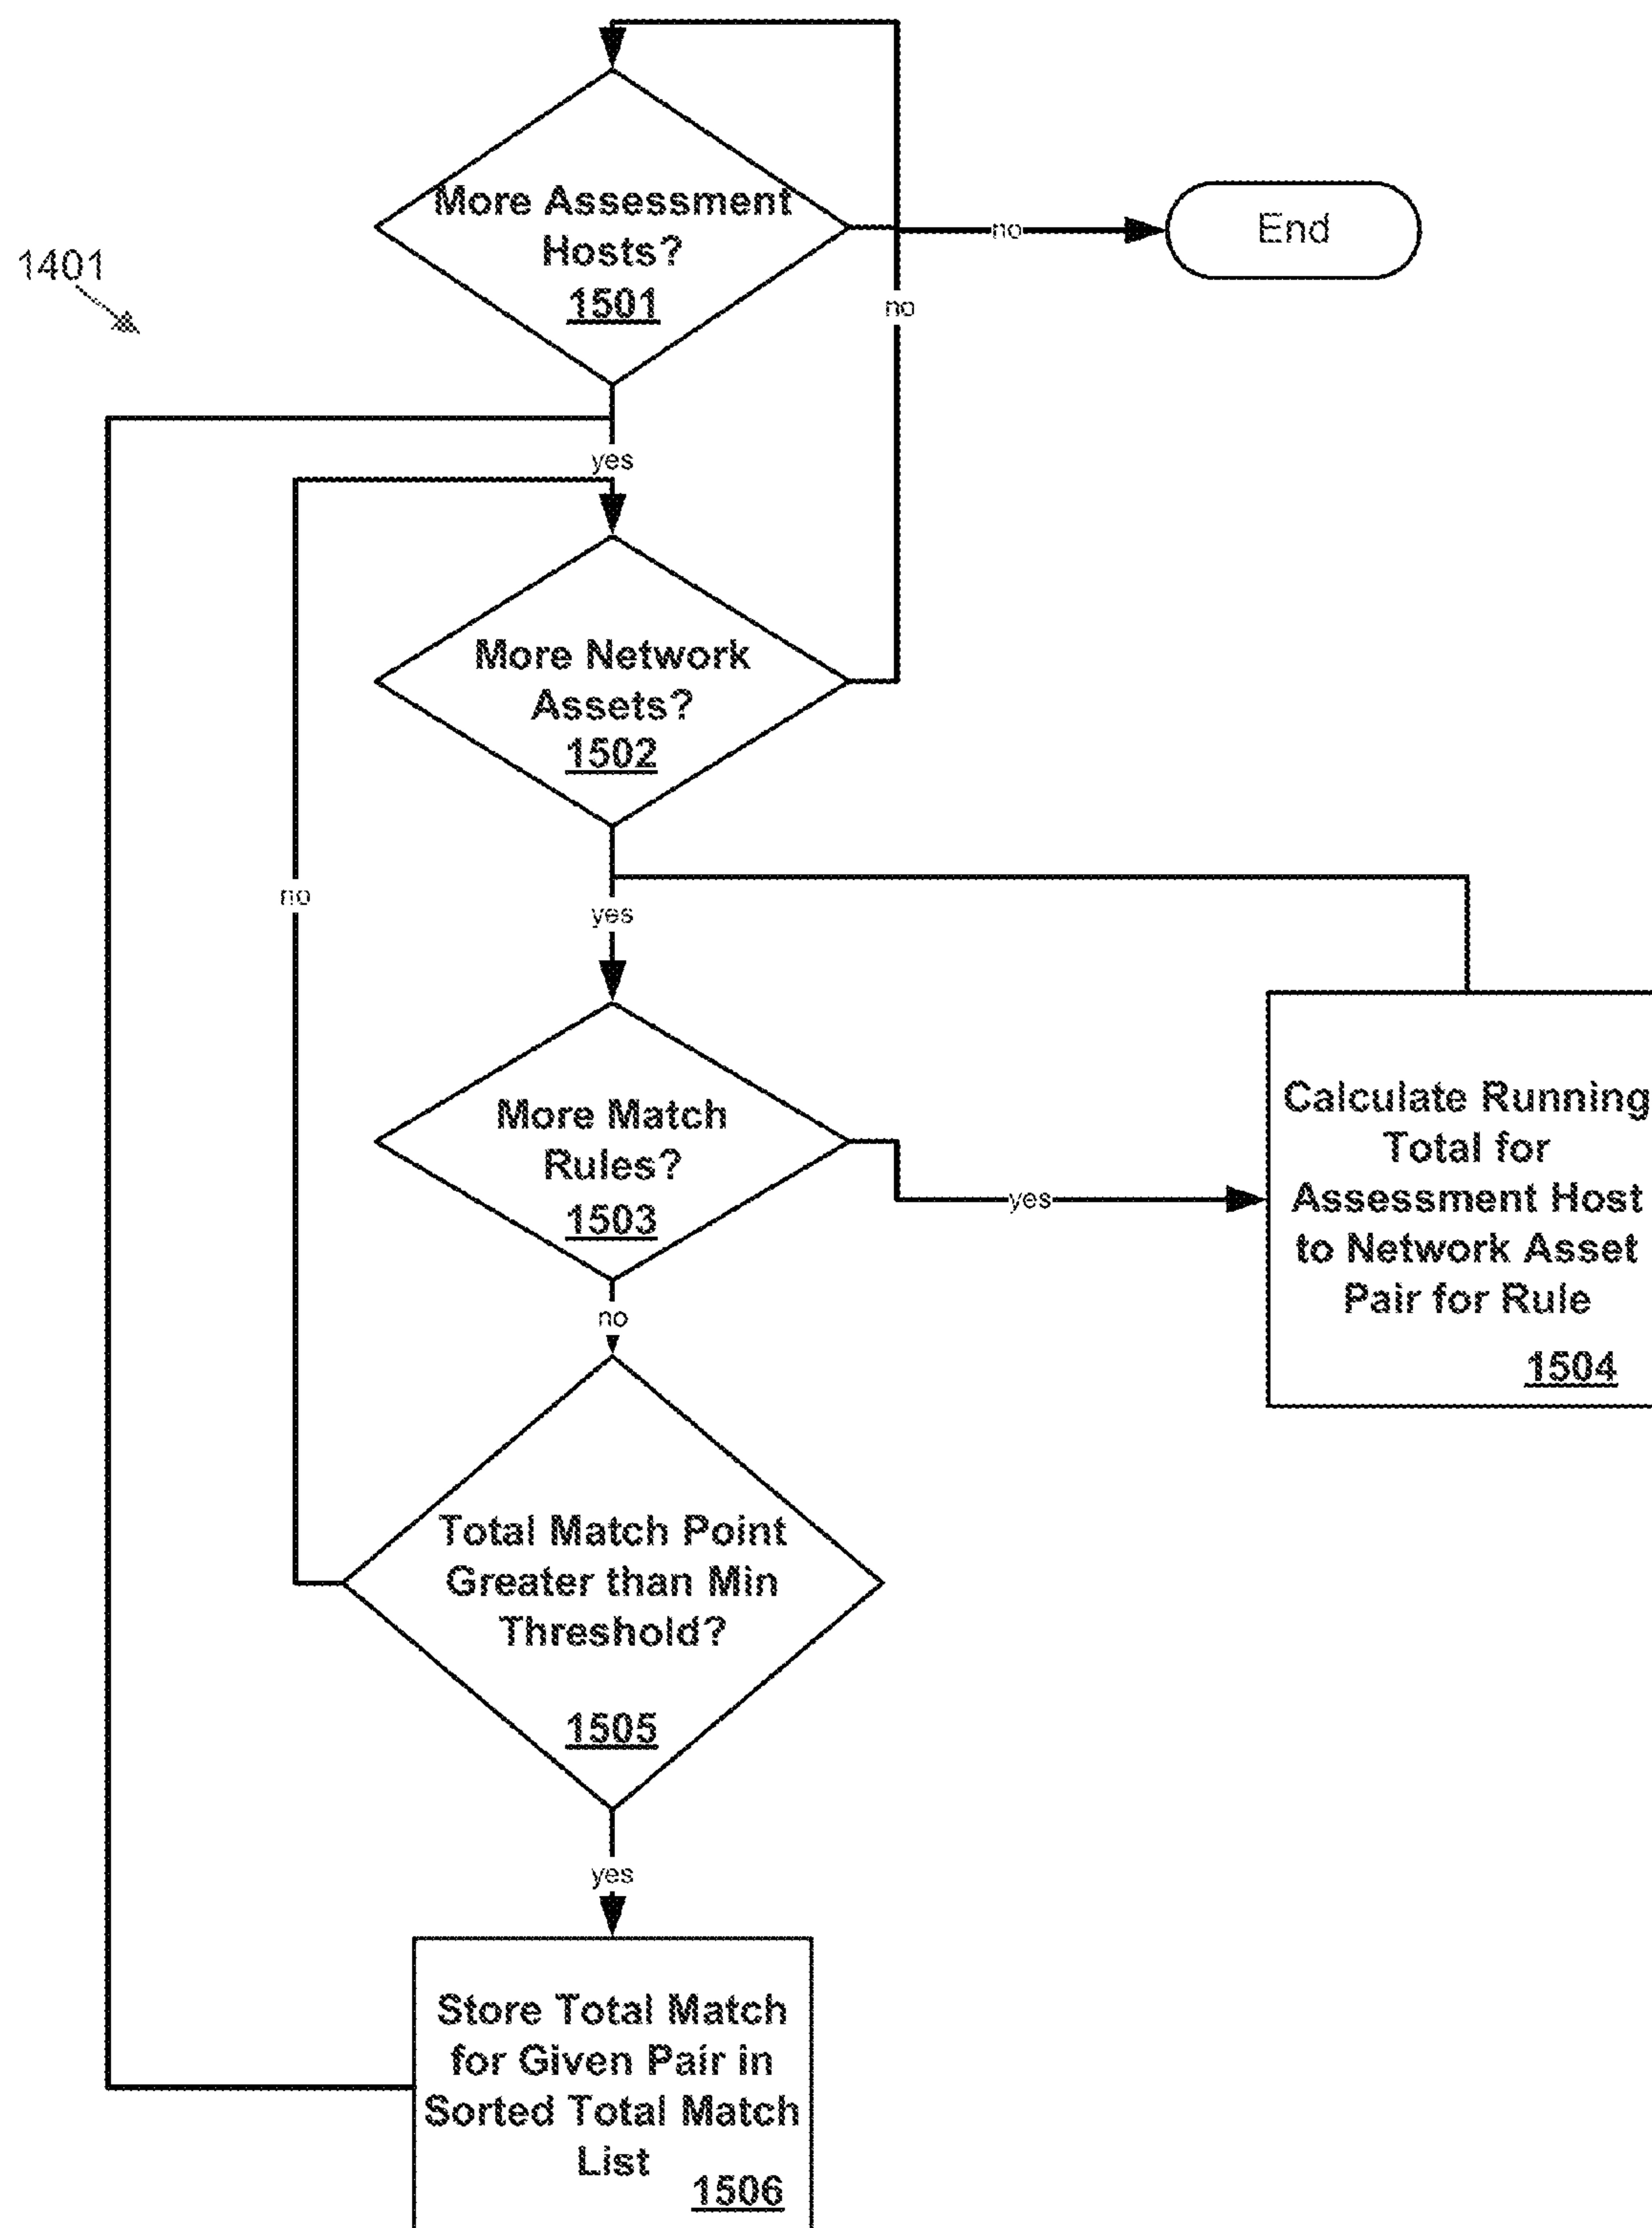 More Assessment
Hosts?
1501
no
End
1401
no
yes
More Network
Assets?
1502
no
yes
More Match
Rules?
1503
yes
Calculate Running
Total for
Assessment Host
to Network Asset
Pair for Rule
1504
no
Total Match Point
Greater than Min
Threshold?
1505
yes
Store Total Match
for Given Pair in
Sorted Total Match
List
1506